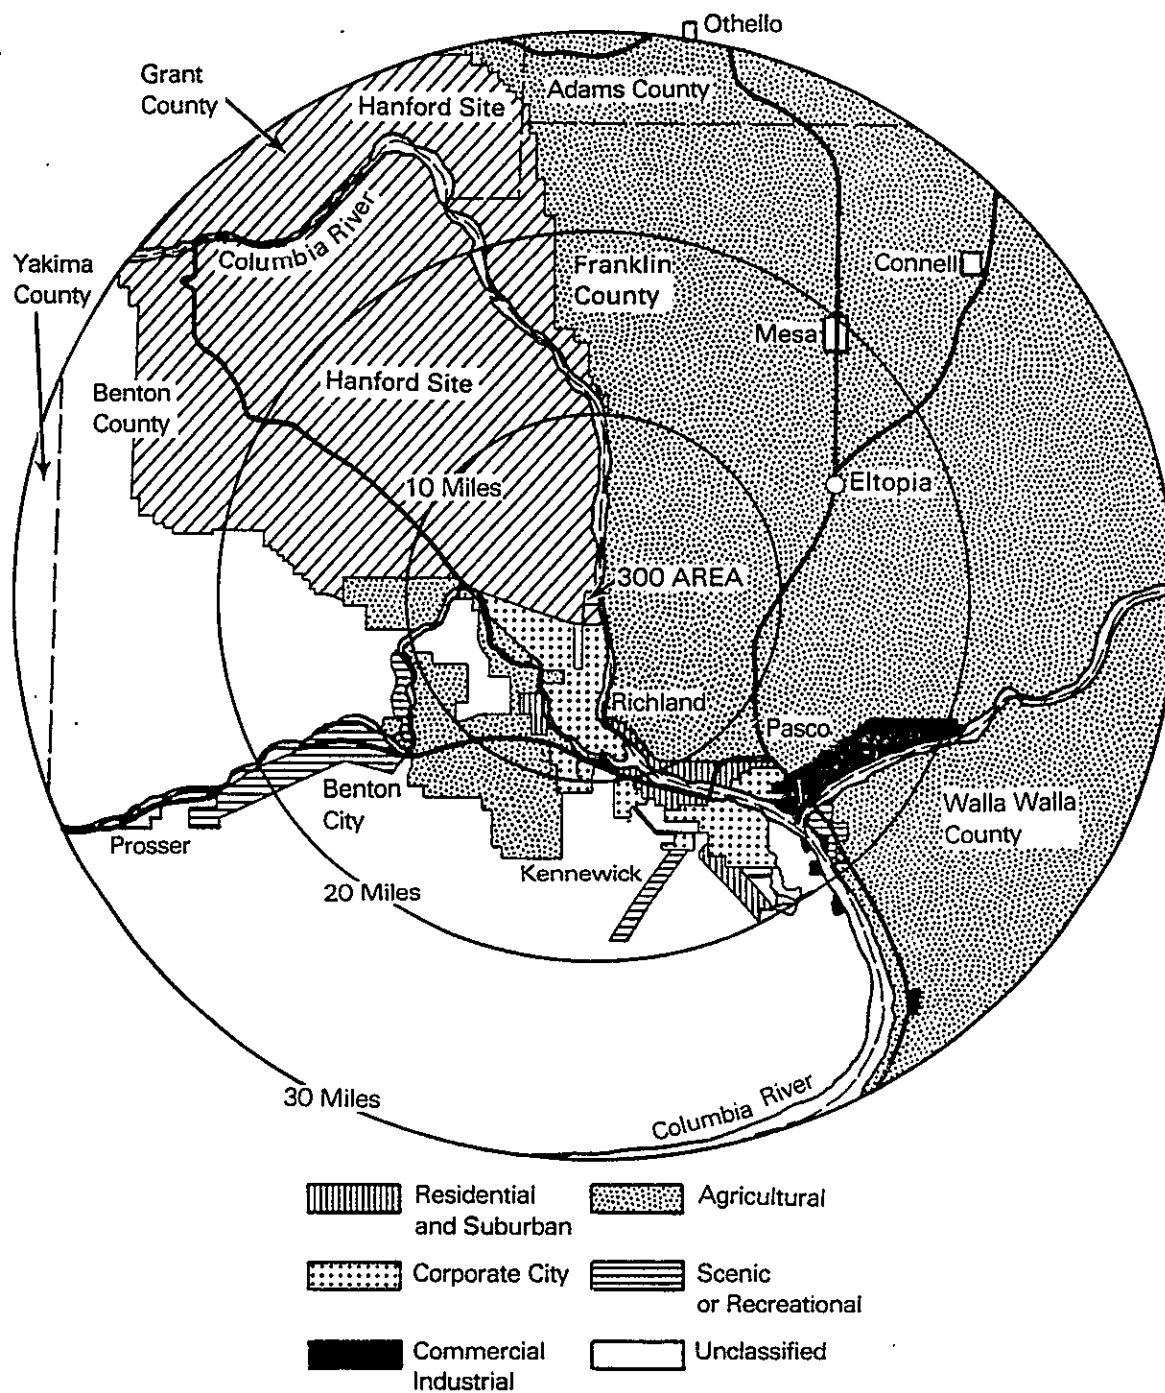 Othello
Grant
County
Hanford Site
Adams County
Columbia River
Yakima
County
Franklin
County
Connell
Mesa
Benton
County
Hanford Site
10 Miles
Eltopia
300 AREA
Richland
Pasco
Benton
City
Walla Walla
County
Prosser
Kennewick
20 Miles
30 Miles
Columbia River
Residential
and Suburban
Agricultural
Corporate City
Scenic
or Recreational
Commercial
Industrial
Unclassified